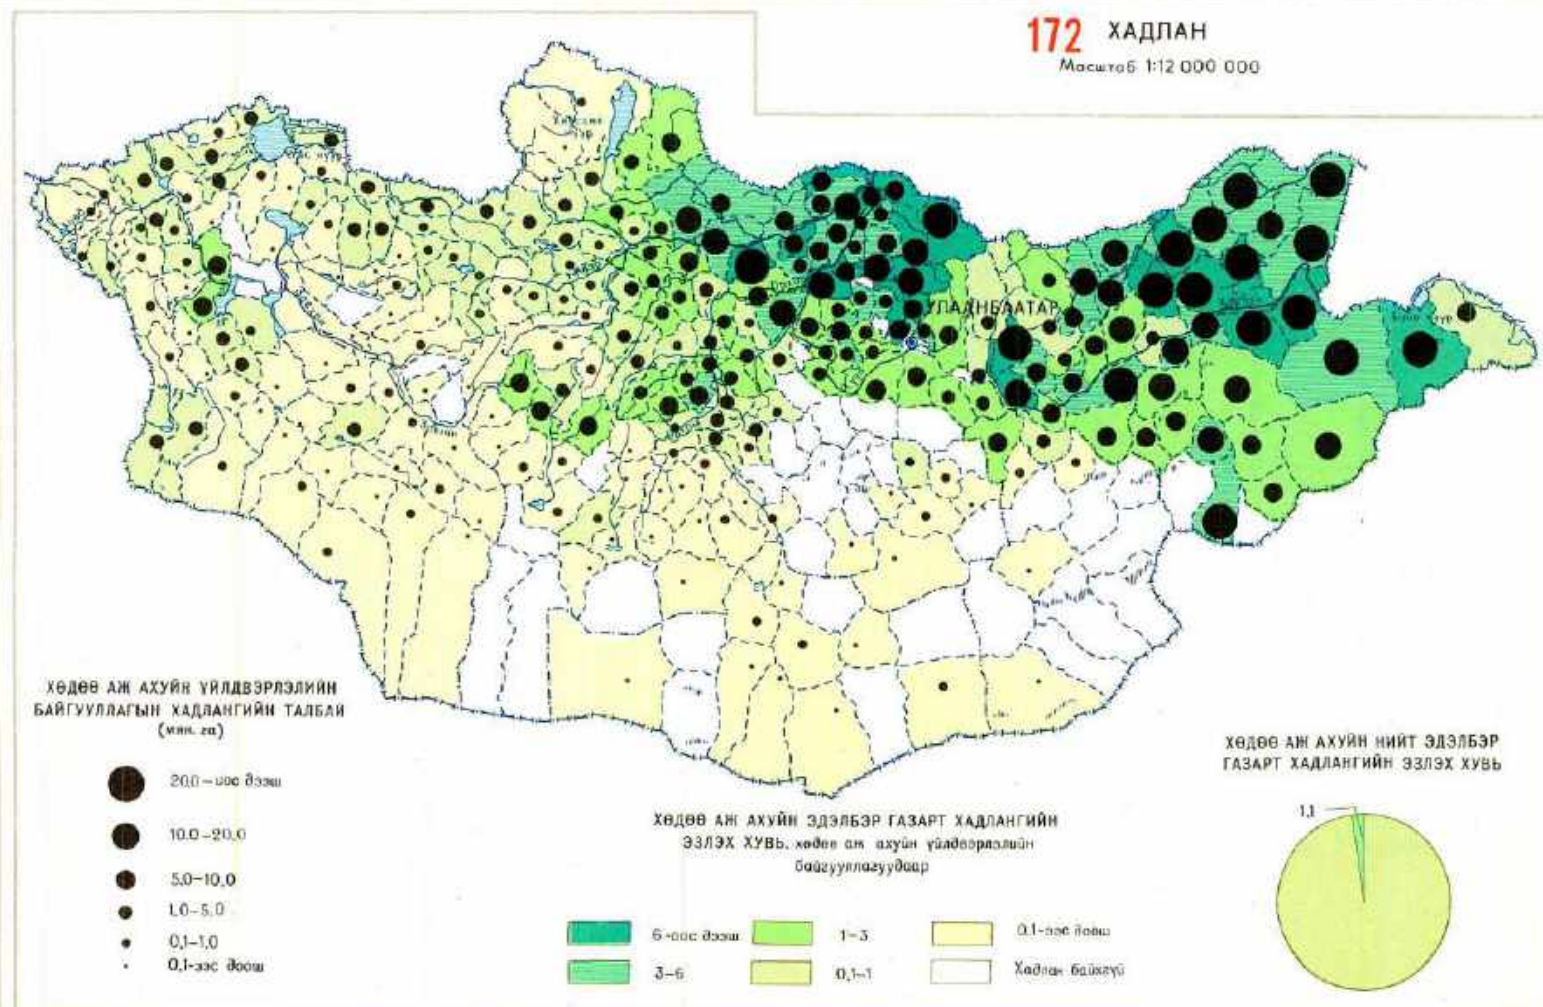 172 ХАДЛАН
Масштаб 1:12 000 000
УЛААНБААТАР
ХӨДӨӨ АЖ АХУЙН ҮЙЛДВЭРЛЭЛИЙН
БАЙГУУЛЛАГЫН ХАДЛАНГИЙН ТАЛБАЙ
(мян. га)
20.0-иос дээш
10.0-20.0
5.0-10.0
1.0-5.0
0,1-1,0
0,1-ээс доош
ХӨДӨӨ АЖ АХУЙН ЭДЭЛБЭР ГАЗАРТ ХАДЛАНГИЙН
ЭЗЛЭХ ХУВЬ, хөдөө аж ахуйн үйлдвэрлэлийн
байгууллагуудаар
6-аас дээш
3-6
1-3
0,1-1
0.1-ээс доош
Хадлан байхгүй
ХӨДӨӨ АЖ АХУЙН НИЙТ ЭДЭЛБЭР
ГАЗАРТ ХАДЛАНГИЙН ЭЗЛЭХ ХУВЬ
1,1